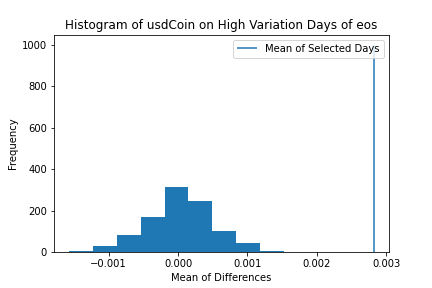 Histogram of usdCoin on High Variation Days of eos
Mean of Selected Days
Frequency
1000
800
600
400
200
0
−0.001
0.000
0.001
0.002
0.003
Mean of Differences